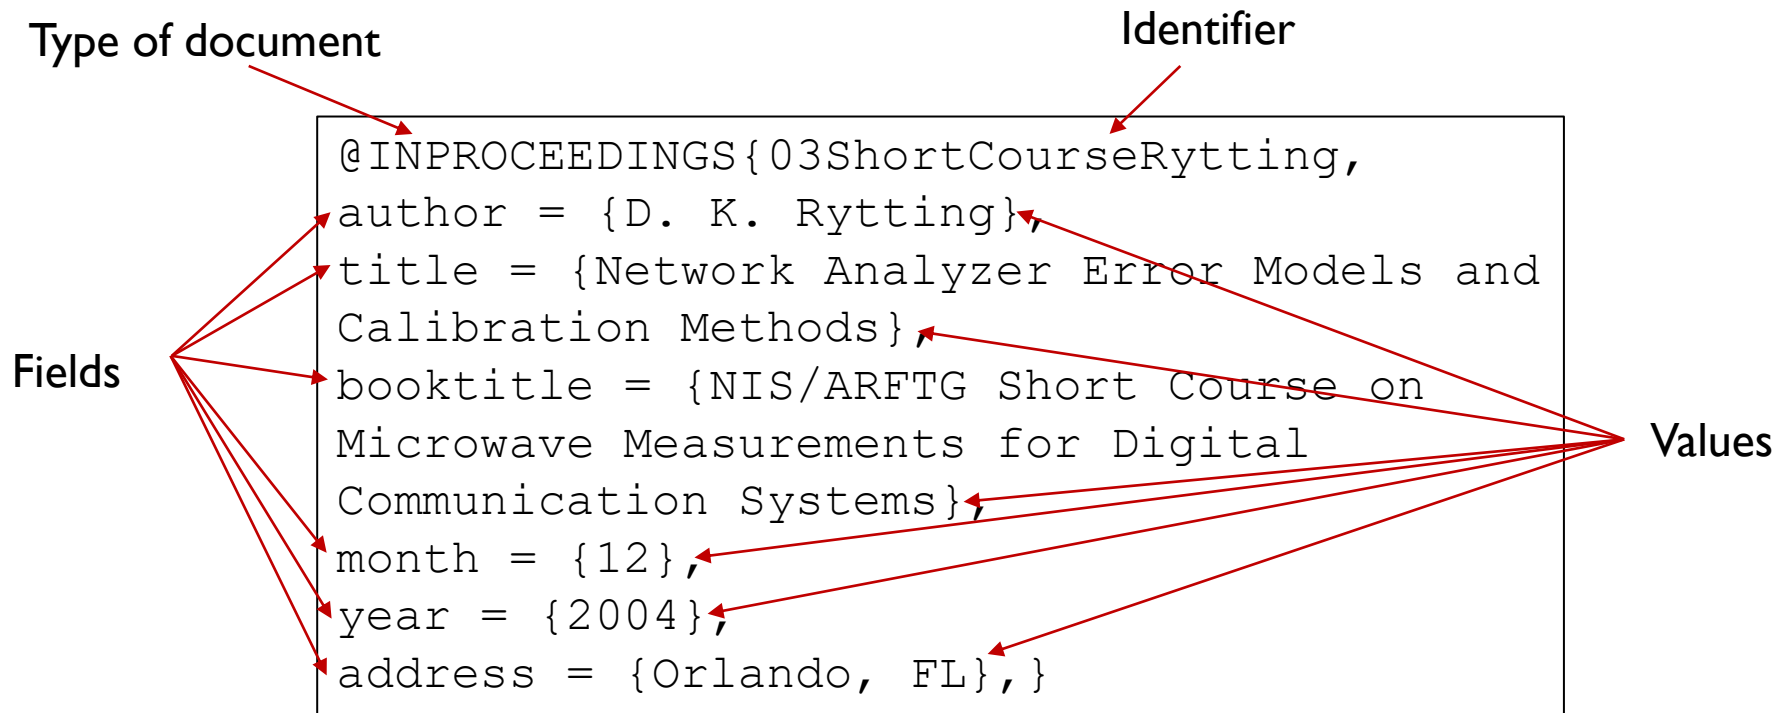 Type of document
Identifier
@INPROCEEDINGS{03ShortCourseRytting,
author = {D. K. Rytting},
title = {Network Analyzer Error Models and
Calibration Methods},
booktitle = {NIS/ARFTG Short Course on
Microwave Measurements for Digital
Communication Systems},
month = {12},
year = {2004},
address = {Orlando, FL},}
Fields
Values